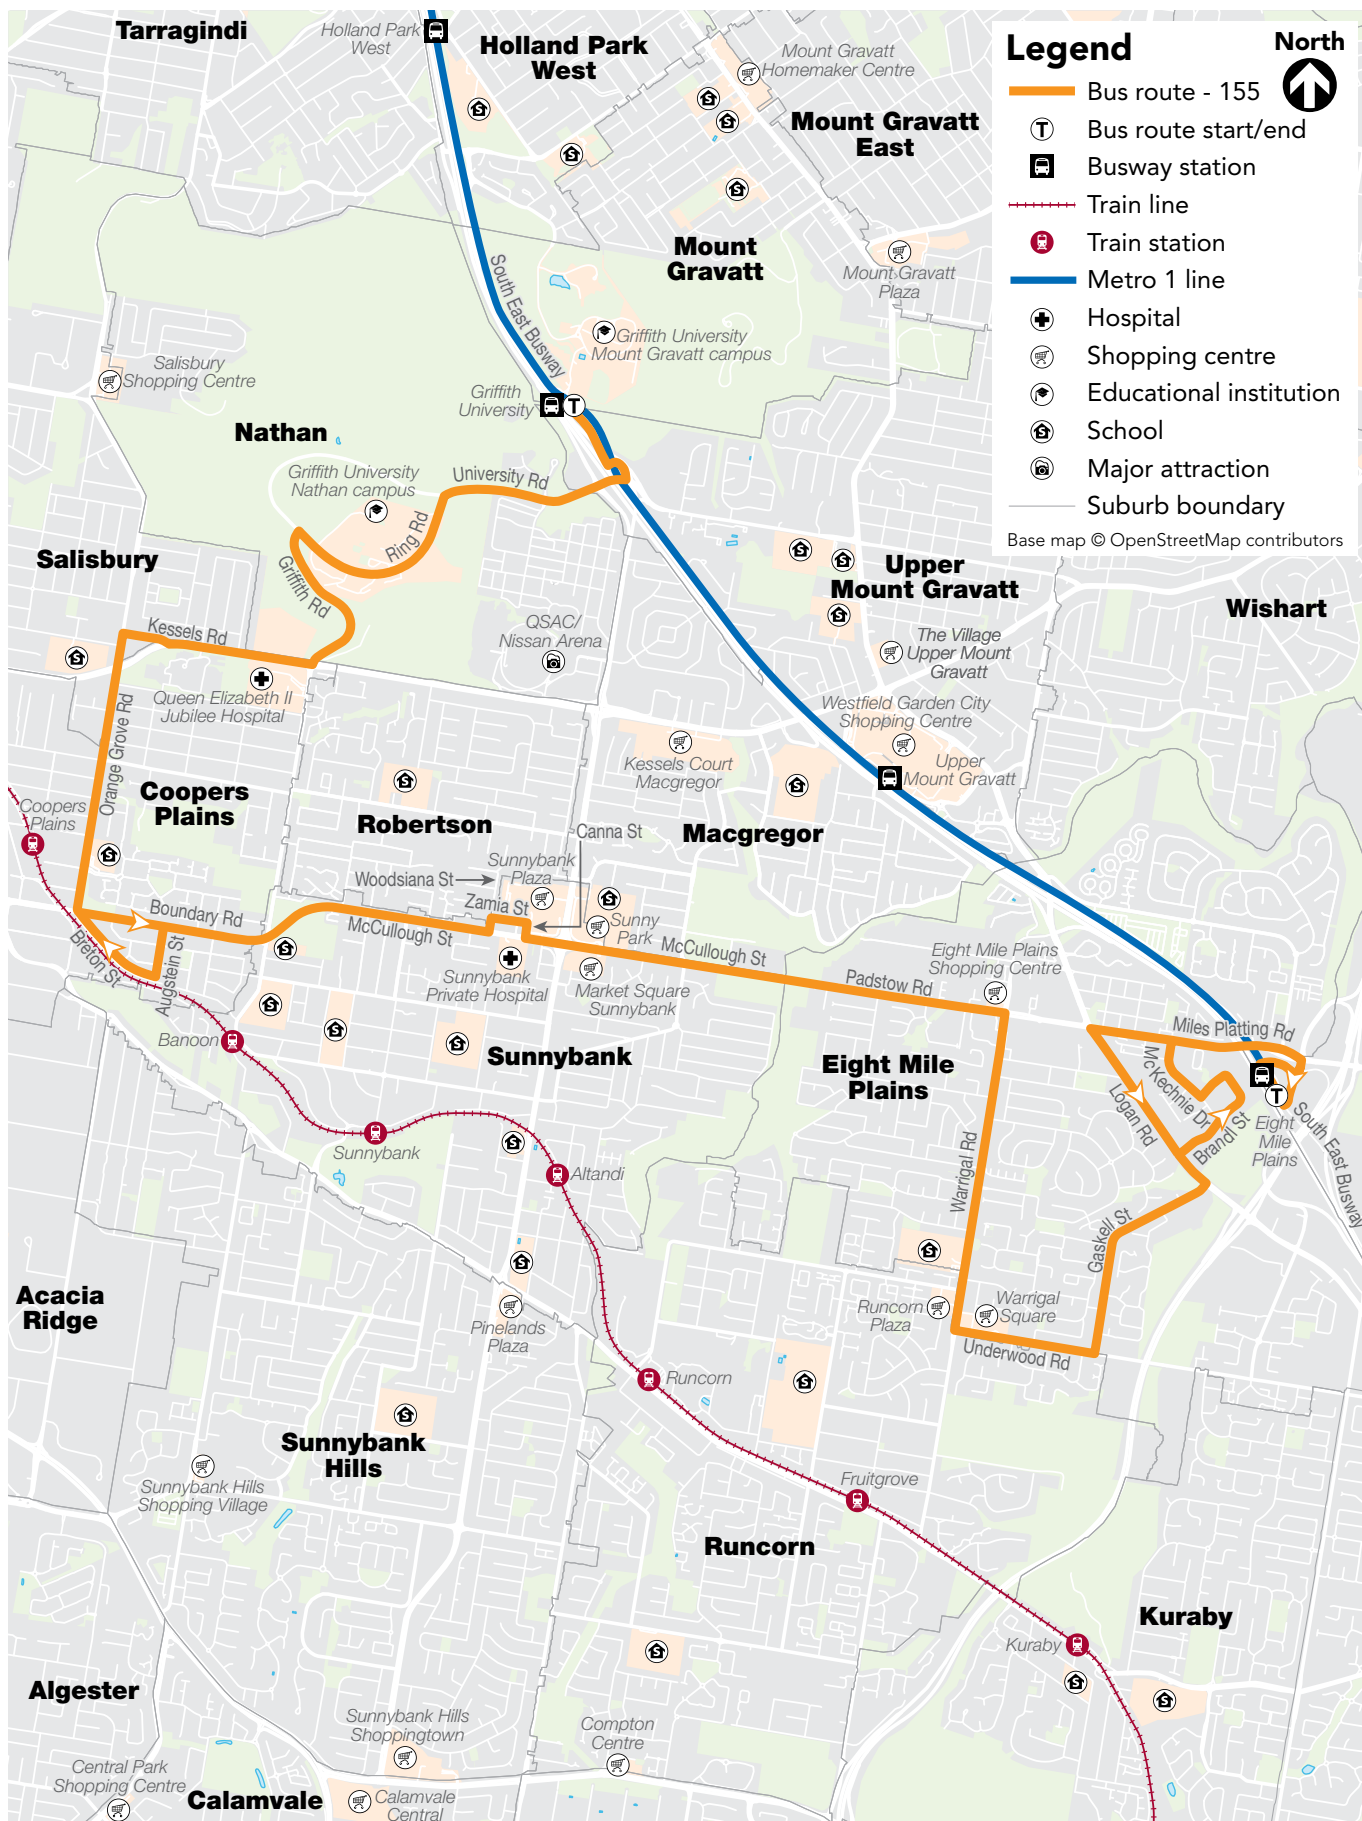 Tarragindi
Holland Park
West
Holland Park
West
Mount Gravatt
Homemaker Centre
Mount Gravatt
East
Legend
North
Bus route - 155
T
Bus route start/end
Busway station
Train line
Train station
Metro 1 line
Hospital
Shopping centre
Educational institution
School
Major attraction
Suburb boundary
Base map © OpenStreetMap contributors
Mount
Gravatt
Mount Gravatt
Plaza
South East Busway
Griffith University
Mount Gravatt campus
Salisbury
Shopping Centre
Griffith
University
T
Nathan
Griffith University
Nathan campus
University Rd
Ring Rd
Griffith Rd
Salisbury
Kessels Rd
QSAC/
Nissan Arena
Upper
Mount Gravatt
Wishart
The Village
Upper Mount
Gravatt
Queen Elizabeth II
Jubilee Hospital
Orange Grove Rd
Westfield Garden City
Shopping Centre
Kessels Court
Macgregor
Upper
Mount Gravatt
Coopers
Plains
Coopers
Plains
Robertson
Macgregor
Canna St
Sunnybank
Plaza
Woodsiana St
Zamia St
Boundary Rd
McCullough St
Sunny
Park
McCullough St
Breton St
Augstein St
Sunnybank
Private Hospital
Market Square
Sunnybank
Eight Mile Plains
Shopping Centre
Padstow Rd
Banoon
Sunnybank
Eight Mile
Plains
Miles Platting Rd
McKechnie Dr
Logan Rd
Brandl St
T
Eight
Mile
Plains
South East Busway
Sunnybank
Altandi
Warrigal Rd
Gaskell St
Acacia
Ridge
Pinelands
Plaza
Runcorn
Plaza
Warrigal
Square
Underwood Rd
Runcorn
Sunnybank
Hills
Sunnybank Hills
Shopping Village
Fruitgrove
Runcorn
Kuraby
Kuraby
Algester
Sunnybank Hills
Shoppingtown
Compton
Centre
Central Park
Shopping Centre
Calamvale
Calamvale
Central